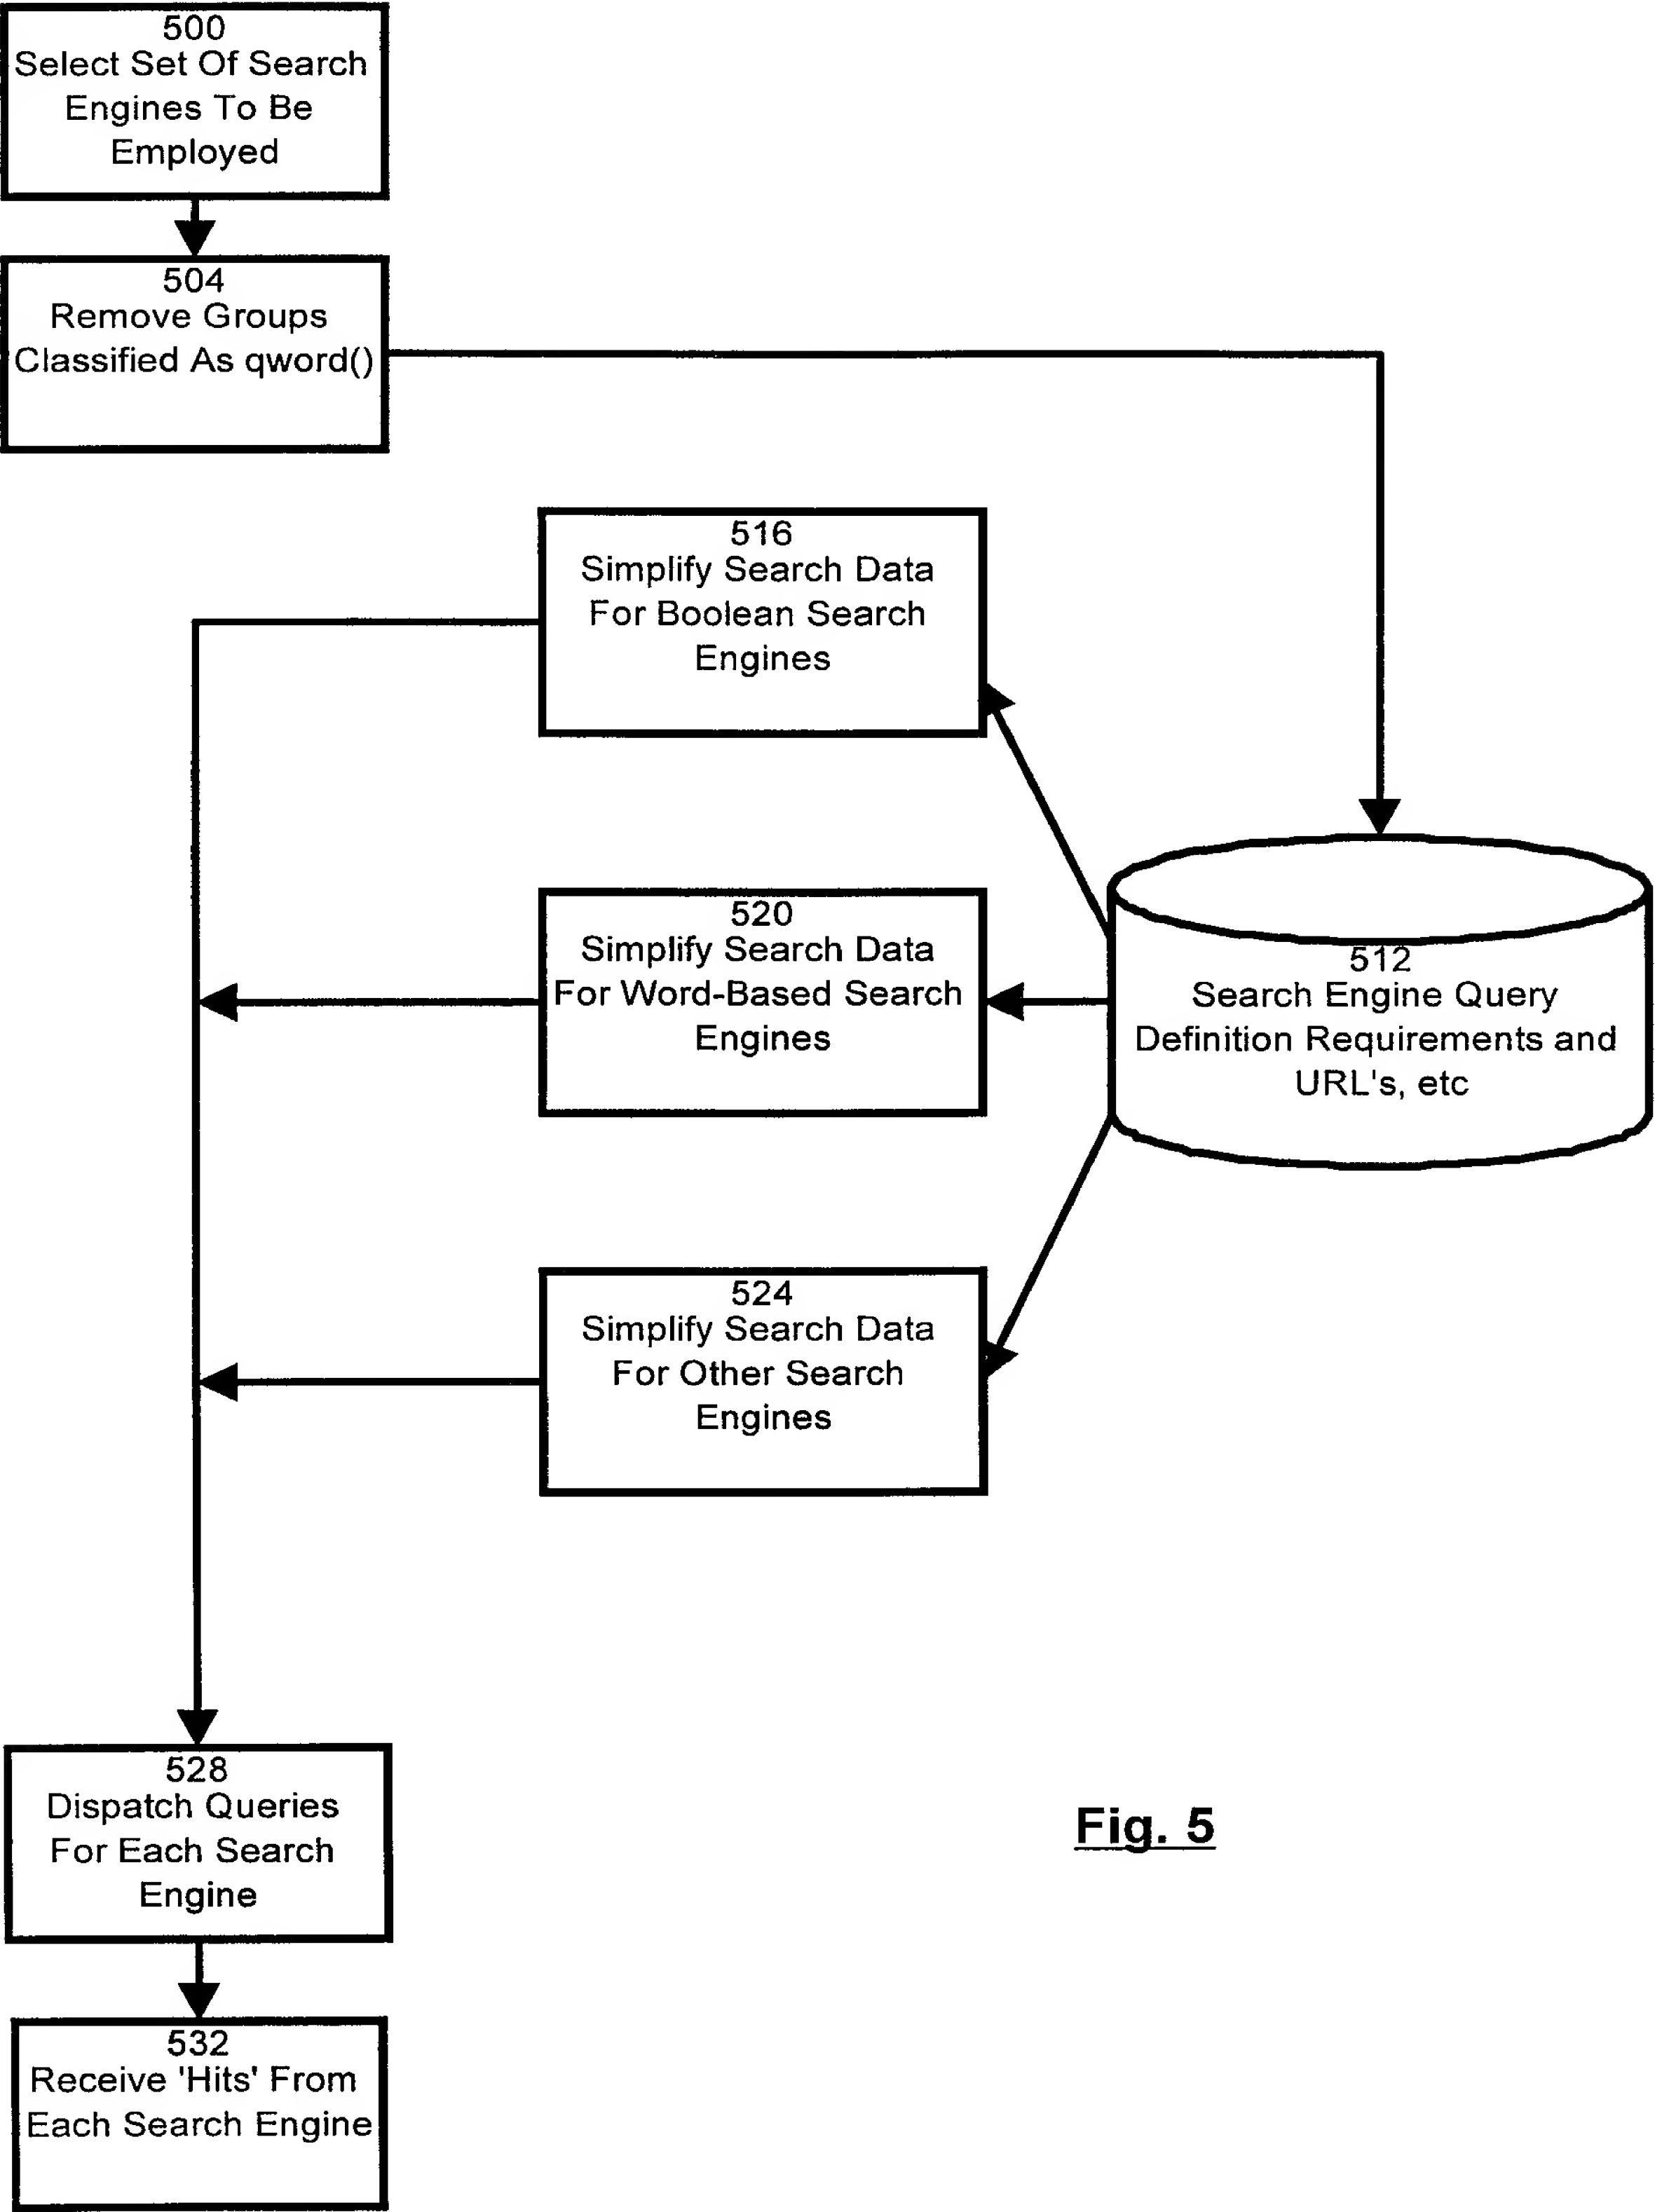 500
Select Set Of Search
Engines To Be
Employed
504
Remove Groups
Classified As qword()
516
Simplify Search Data
For Boolean Search
Engines
520
Simplify Search Data
For Word-Based Search
Engines
512
Search Engine Query
Definition Requirements and
URL's, etc
524
Simplify Search Data
For Other Search
Engines
528
Dispatch Queries
For Each Search
Engine
Fig. 5
532
Receive 'Hits' From
Each Search Engine